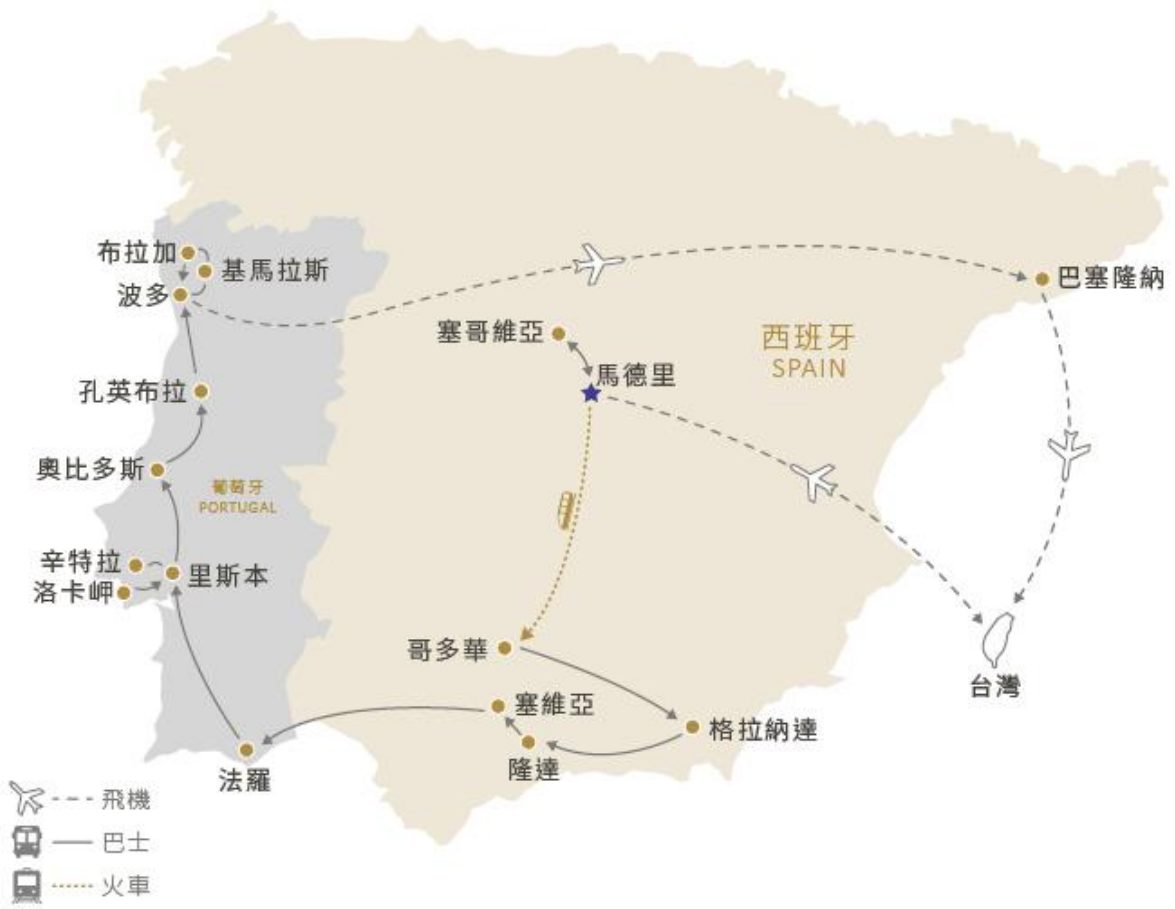 布拉加
基馬拉斯
波多
巴塞隆納
塞哥維亞
西班牙
SPAIN
馬德里
孔英布拉
奧比多斯
葡萄牙
PORTUGAL
辛特拉
里斯本
洛卡岬
哥多華
台灣
塞維亞
格拉納達
隆達
法羅
飛機
巴士
火車